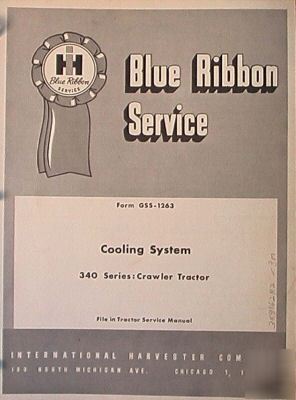 IH
Blue Ribbon
SERVICE
Blue Ribbon
Service
Form GSS-1263
Cooling System
340 Series: Crawler Tractor
File in Tractor Service Manual
INTERNATIONAL HARVESTER COM
180 NORTH MICHIGAN AVE. CHICAGO 1, I